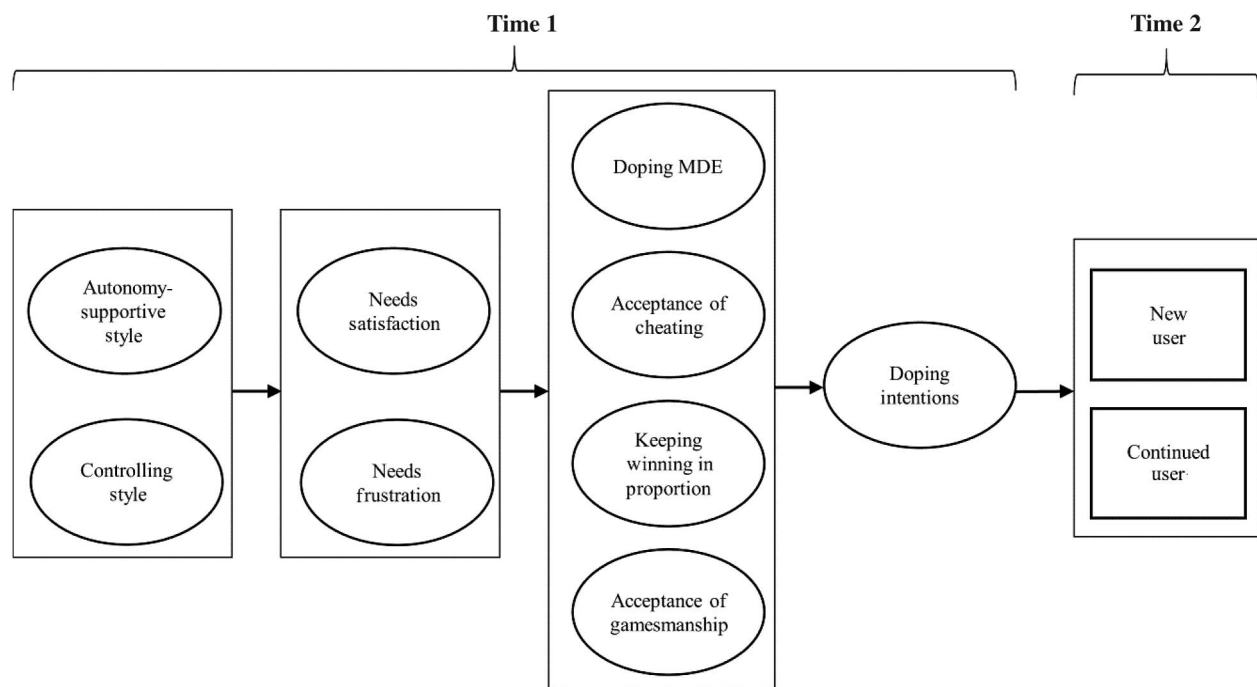 Time 1
Time 2
Autonomy-
supportive
style
Controlling
style
Needs
satisfaction
Needs
frustration
Doping MDE
Acceptance of
cheating
Keeping
winning in
proportion
Acceptance of
gamesmanship
Doping
intentions
New
user
Continued
user